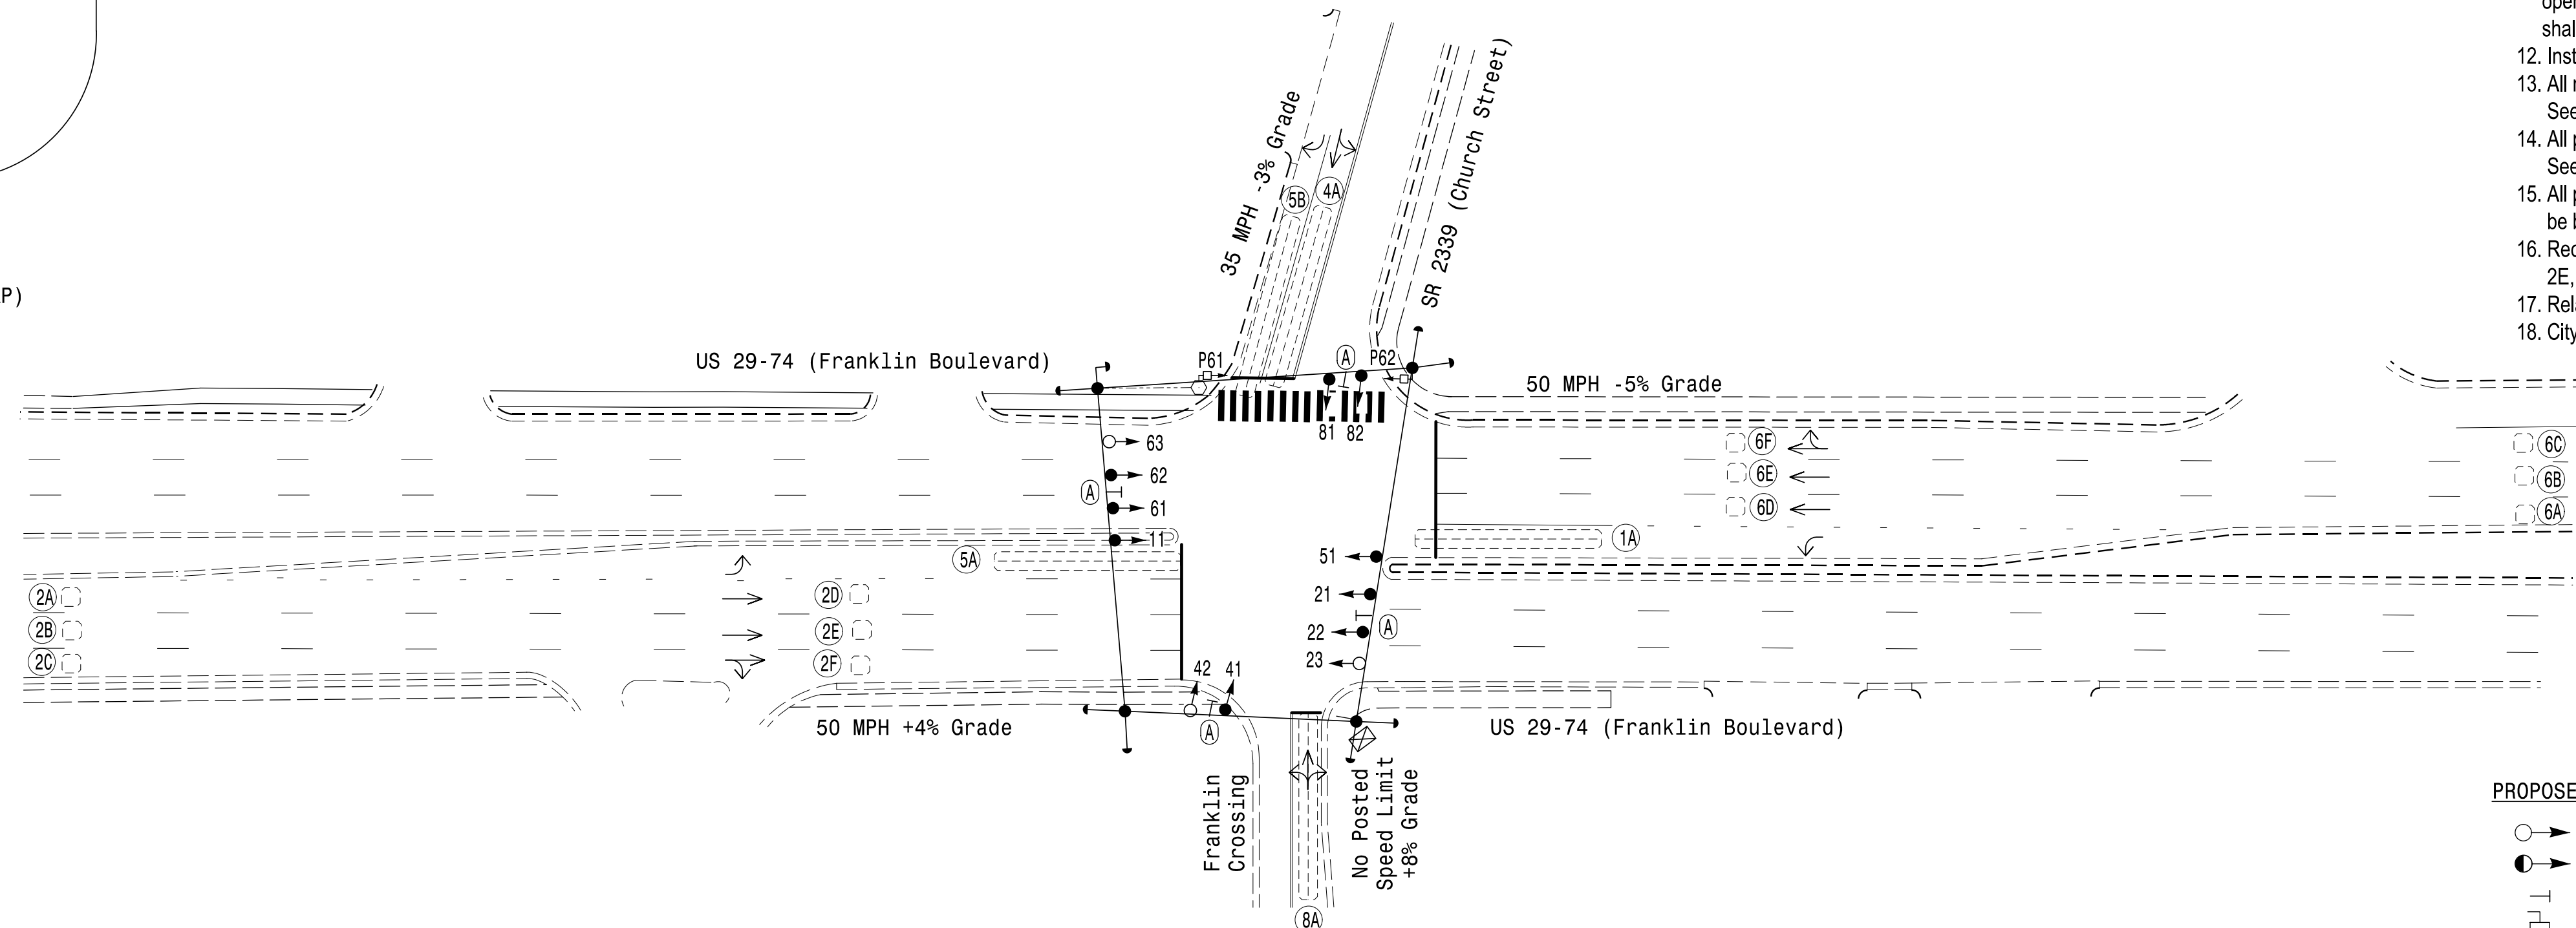 shal
12. Inst
13. All
See
14. All
See
15. All
be
16. Rec
2E,
17. Rel
18. City
P)
35 MPH -3% Grade
SR 2339 (Church Street)
5B
4A
US 29-74 (Franklin Boulevard)
P61
A
P62
50 MPH -5% Grade
81
82
63
62
A
61
11
6F
6E
6D
6C
6B
6A
5A
1A
51
21
22
A
23
2A
2B
2C
2D
2E
2F
42
41
A
50 MPH +4% Grade
US 29-74 (Franklin Boulevard)
Franklin
Crossing
No Posted
Speed Limit
+8% Grade
8A
PROPOSE